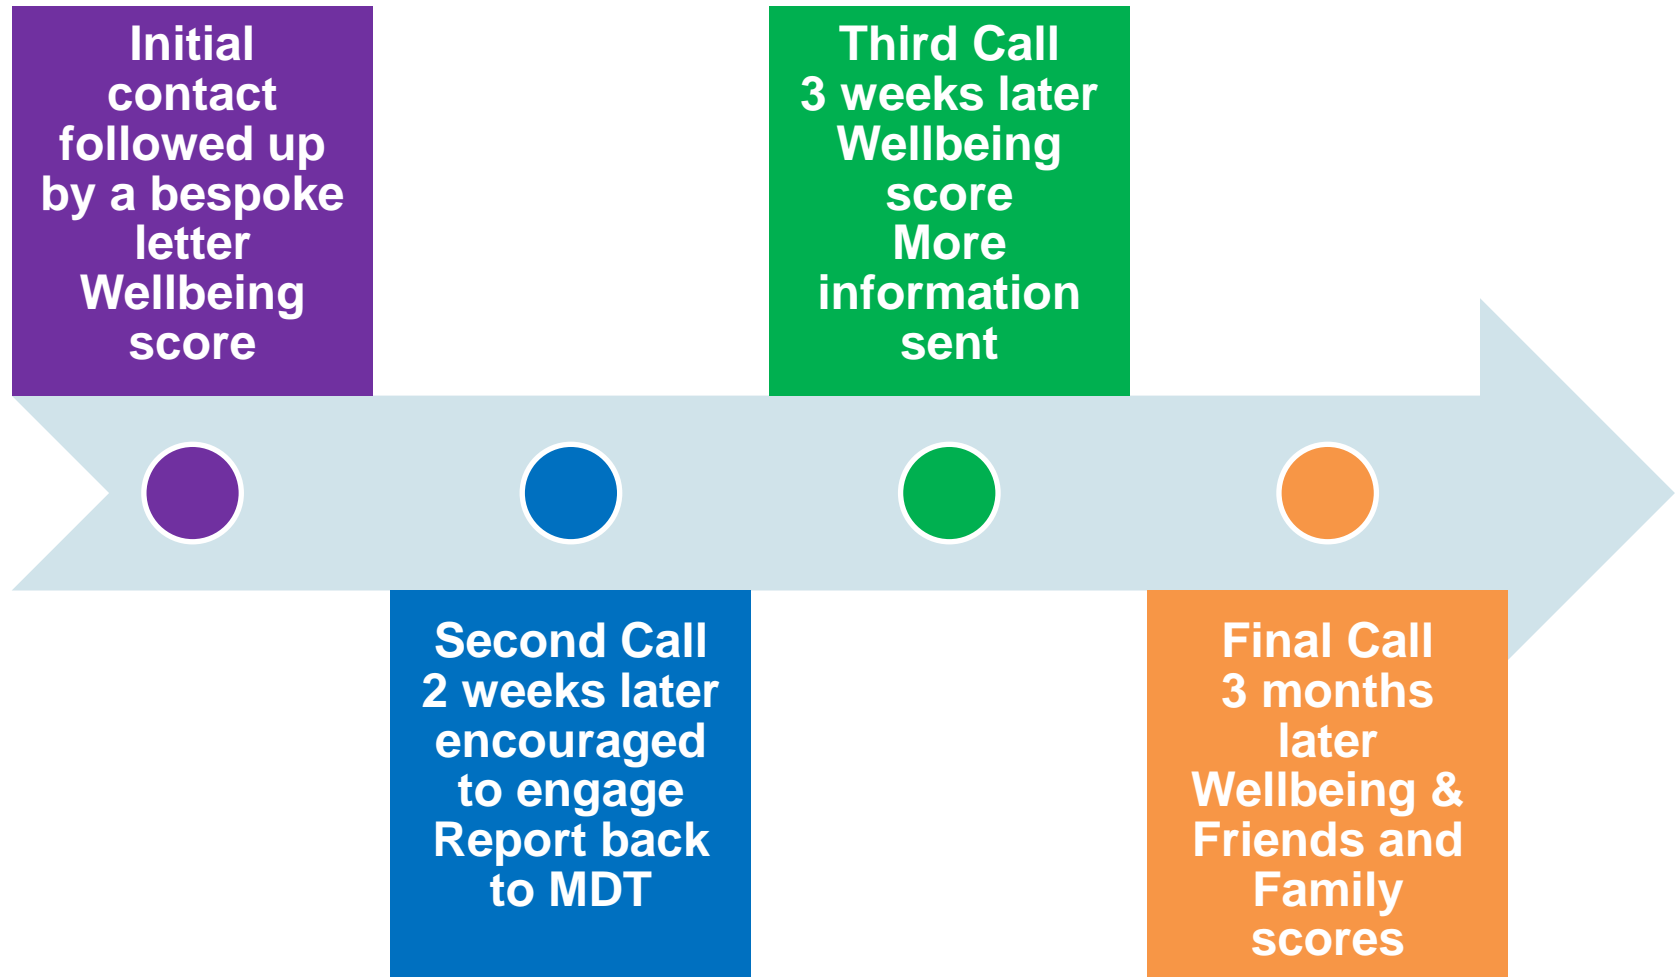 Initial
contact
followed up
by a bespoke
letter
Wellbeing
score
Second Call
2 weeks later
encouraged
to engage
Report back
to MDT
Third Call
3 weeks later
Wellbeing
score
More
information
sent
Final Call
3 months
later
Wellbeing &
Friends and
Family
scores